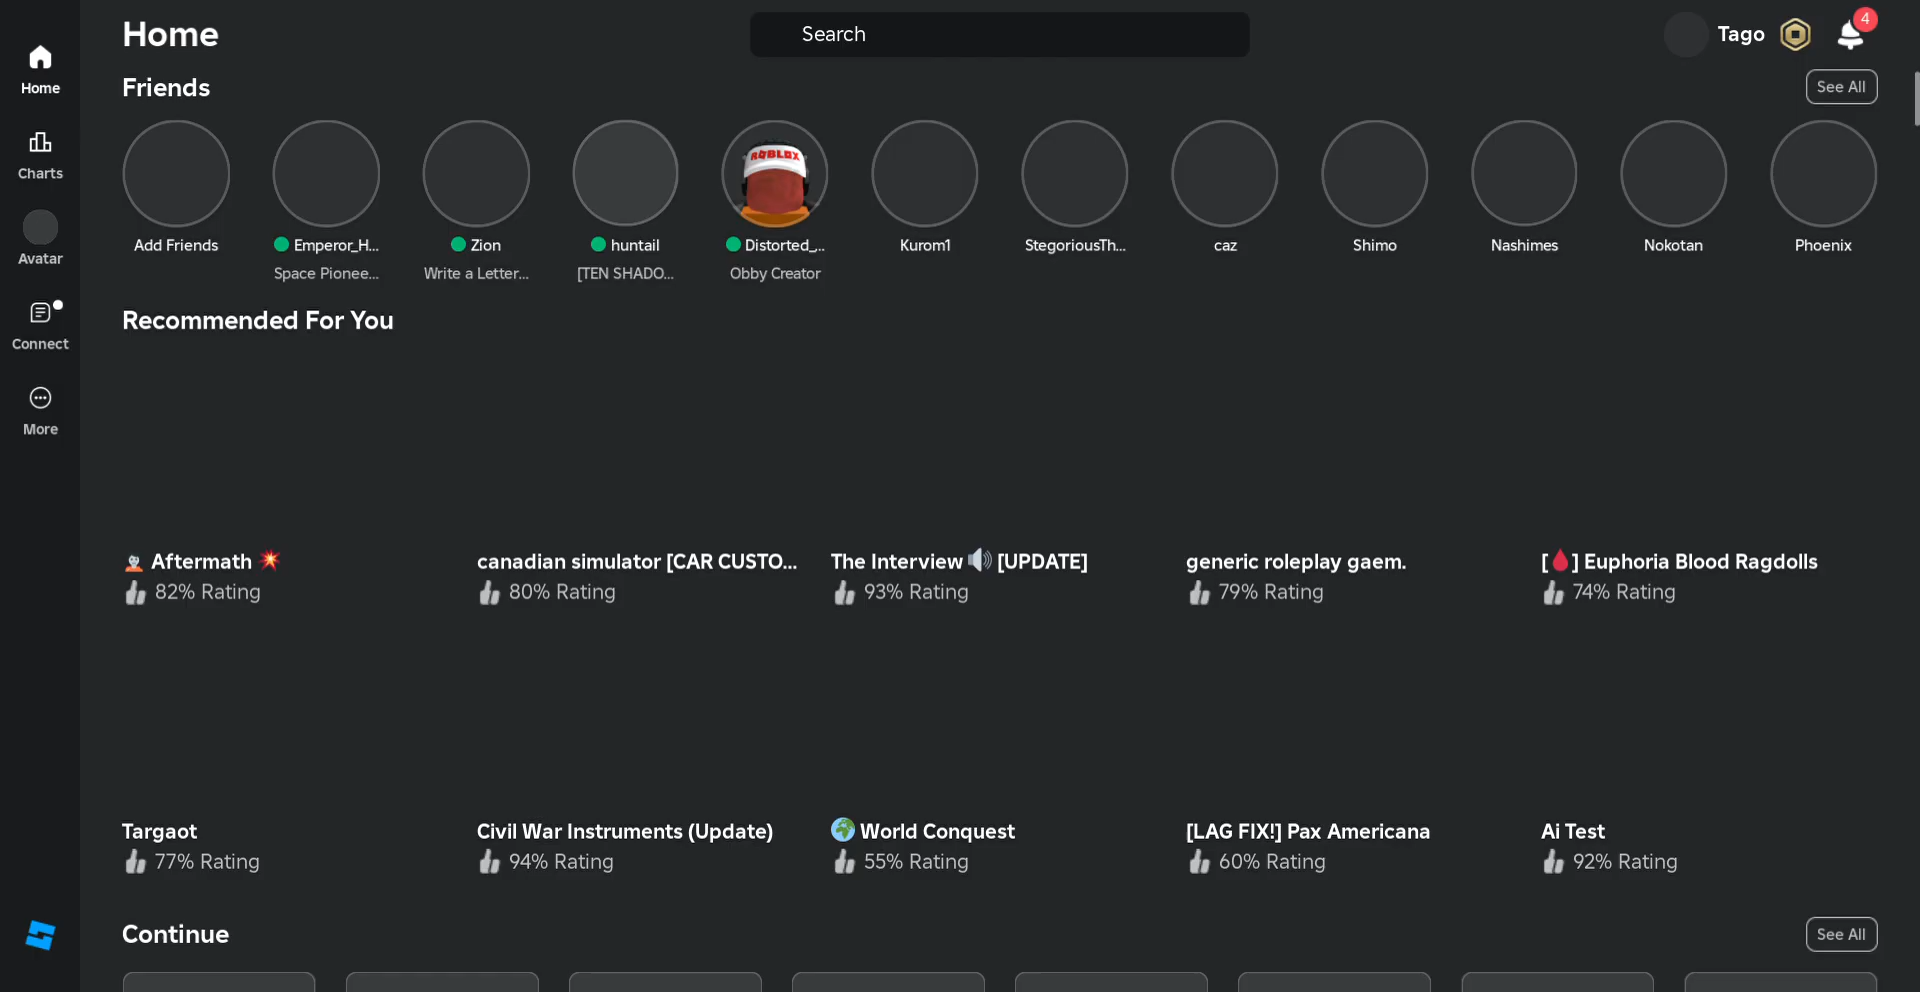 Home
Search
Tago
4
Home
Friends
See All
Charts
ROBLOX
Add Friends
Emperor_H...
Zion
huntail
Distorted_...
Kurom1
StegoriousTh...
caz
Shimo
Nashimes
Nokotan
Phoenix
Avatar
Space Pionee...
Write a Letter...
[TEN SHADO...
Obby Creator
Recommended For You
Connect
More
🧟🏻 Aftermath 💥
canadian simulator [CAR CUSTO...
The Interview 🔊 [UPDATE]
generic roleplay gaem.
[🩸] Euphoria Blood Ragdolls
82% Rating
80% Rating
93% Rating
79% Rating
74% Rating
Targaot
Civil War Instruments (Update)
🌍 World Conquest
[LAG FIX!] Pax Americana
Ai Test
77% Rating
94% Rating
55% Rating
60% Rating
92% Rating
Continue
See All